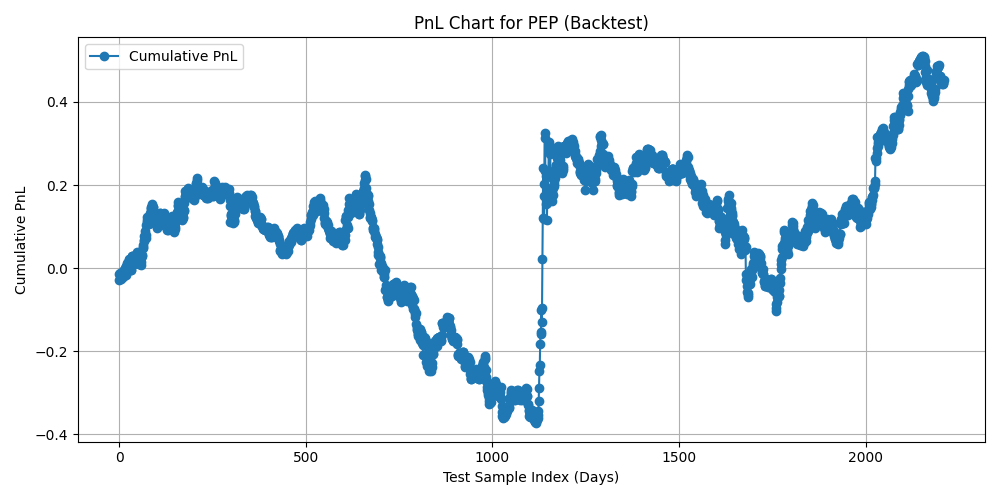 PnL Chart for PEP (Backtest)
Cumulative PnL
0.4
0.2
0.0
−0.2
−0.4
Cumulative PnL
0
500
1000
1500
2000
Test Sample Index (Days)